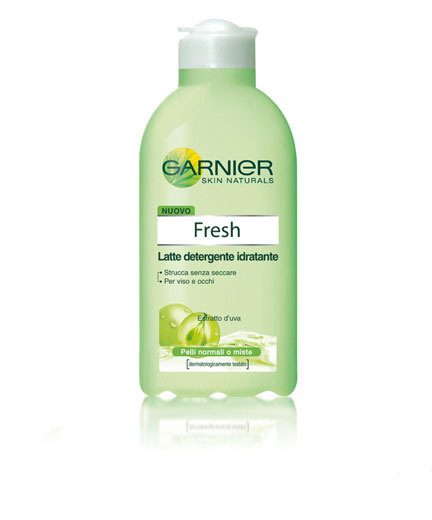 GARNIER
SKIN NATURALS
NUOVO
Fresh
Latte detergente idratante
Strucca senza seccare
Per viso e occhi
Estratto d'uva
Pelli normali o miste
[dermatologicamente testato]